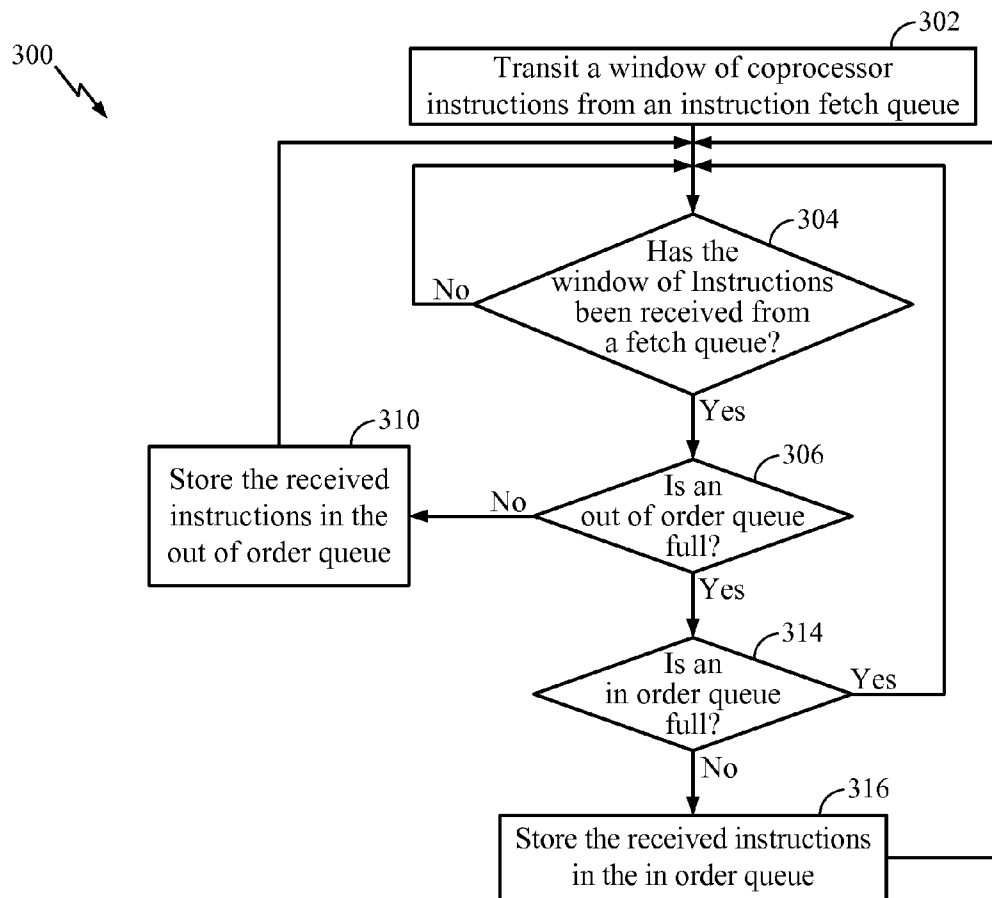 300
302
Transit a window of coprocessor
instructions from an instruction fetch queue
304
Has the
window of Instructions
been received from
a fetch queue?
No
Yes
310
Store the received
instructions in the
out of order queue
306
Is an
out of order queue
full?
No
Yes
314
Is an
in order queue
full?
Yes
No
316
Store the received instructions
in the in order queue